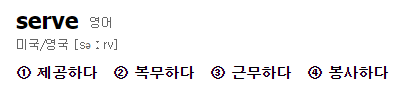 serve 영어
미국/영국 [səːrv]
① 제공하다 ② 복무하다 ③ 근무하다 ④ 봉사하다